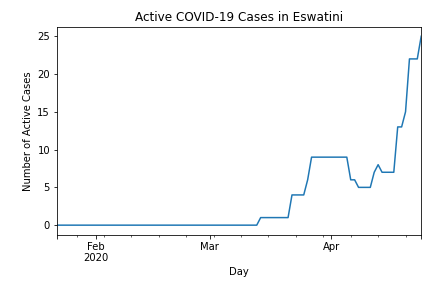 Active COVID-19 Cases in Eswatini
25
20
15
10
5
0
Number of Active Cases
Feb
2020
Mar
Apr
Day